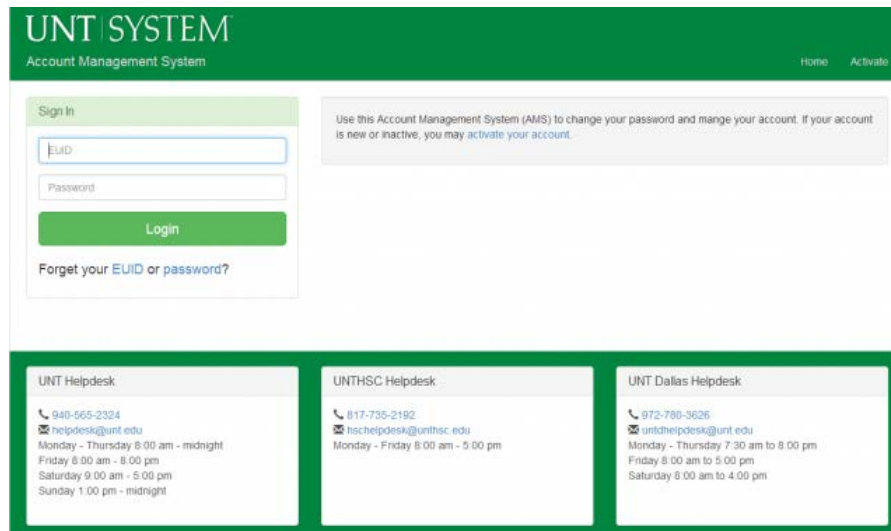 UNT SYSTEM
Account Management System
Home Activate
Sign In
EUID
Password
Login
Forget your EUID or password?
Use this Account Management System (AMS) to change your password and mange your account. If your account
is new or inactive, you may activate your account.
UNT Helpdesk
940-565-2324
helpdesk@unt.edu
Monday - Thursday 8:00 am - midnight
Friday 8:00 am - 8:00 pm
Saturday 9:00 am - 5:00 pm
Sunday 1:00 pm - midnight
UNTHSC Helpdesk
817-735-2192
hschelpdesk@unthsc.edu
Monday - Friday 8:00 am - 5:00 pm
UNT Dallas Helpdesk
972-780-3626
untdhelpdesk@unt.edu
Monday - Thursday 7:30 am to 8:00 pm
Friday 8:00 am to 5:00 pm
Saturday 8:00 am to 4:00 pm